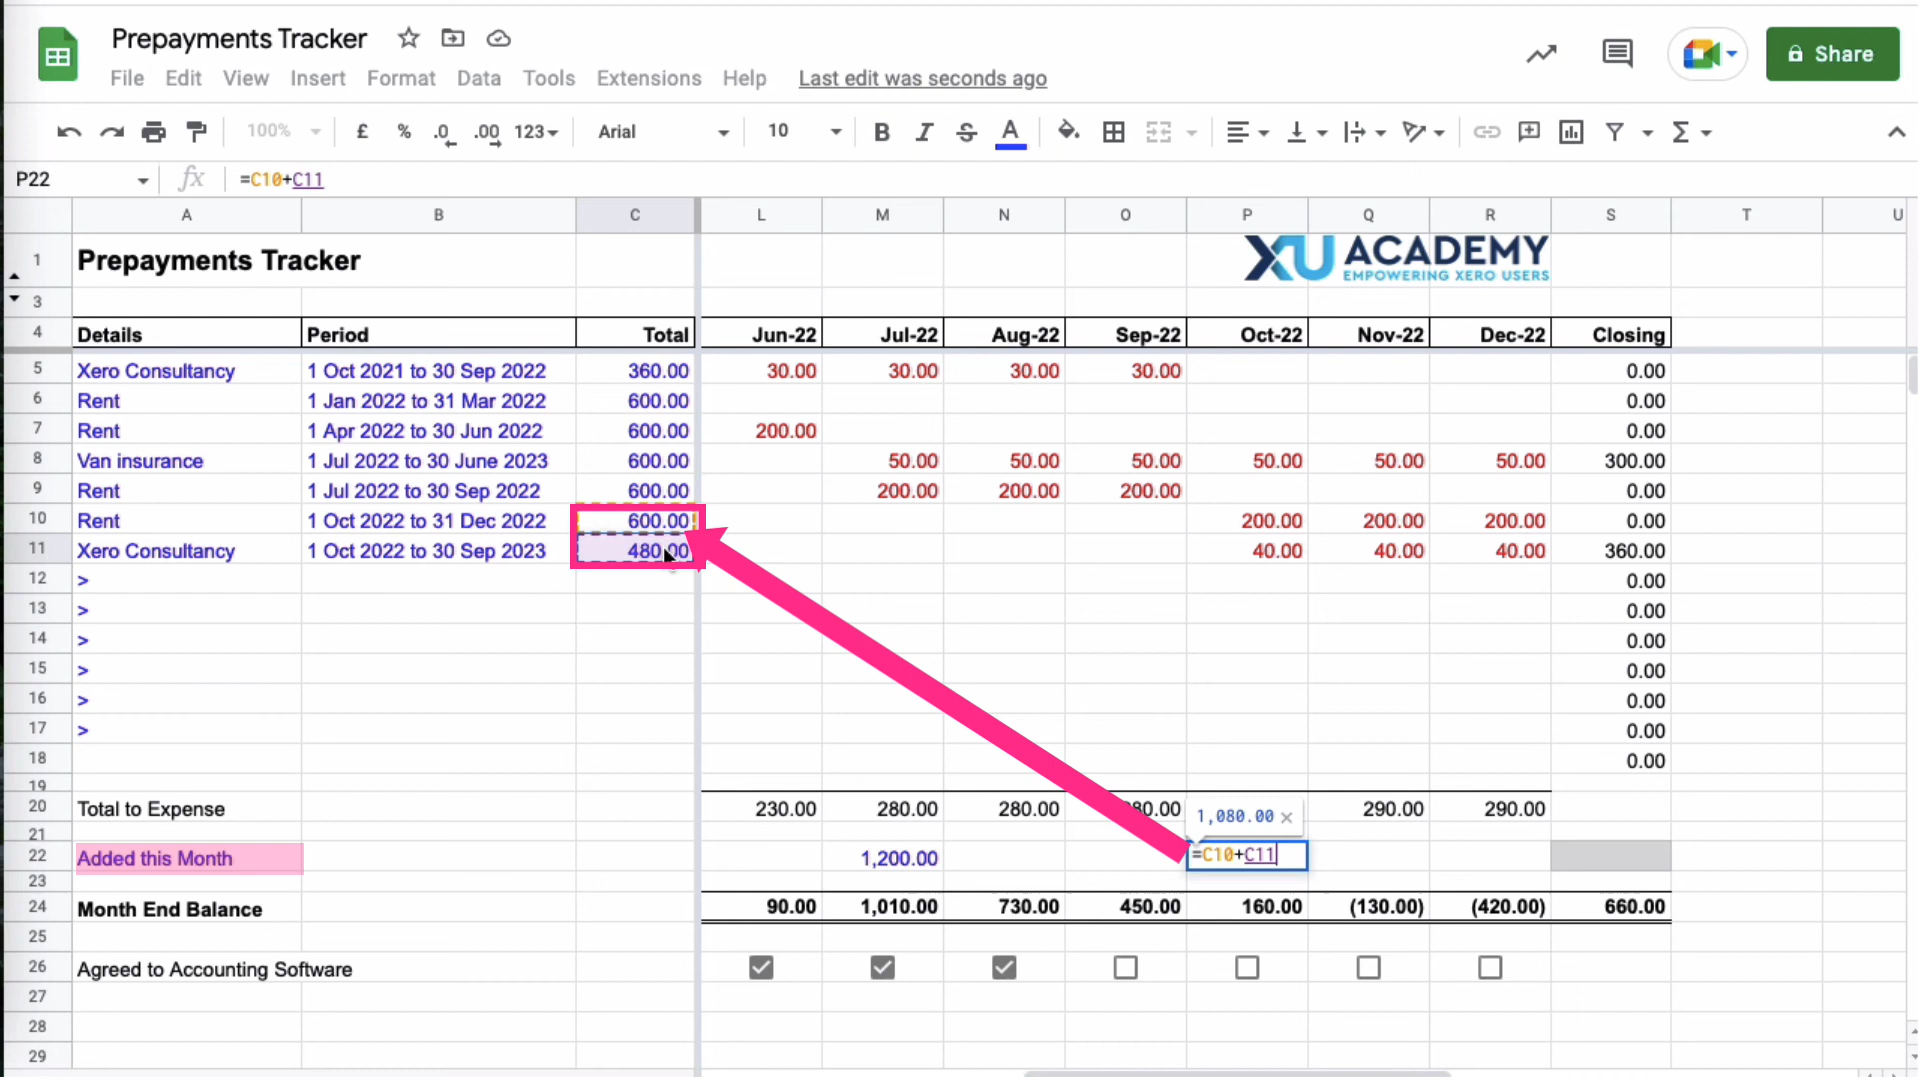 Prepayments Tracker
File Edit View Insert Format Data Tools Extensions Help Last edit was seconds ago
Share
100% £ % .0 .00 123 Arial 10 B I S A Σ
P22 fx =C10+C11
A B C L M N O P Q R S T U
1 Prepayments Tracker XU ACADEMY
EMPOWERING XERO USERS
3
4 Details Period Total Jun-22 Jul-22 Aug-22 Sep-22 Oct-22 Nov-22 Dec-22 Closing
5 Xero Consultancy 1 Oct 2021 to 30 Sep 2022 360.00 30.00 30.00 30.00 30.00 0.00
6 Rent 1 Jan 2022 to 31 Mar 2022 600.00 0.00
7 Rent 1 Apr 2022 to 30 Jun 2022 600.00 200.00 0.00
8 Van insurance 1 Jul 2022 to 30 June 2023 600.00 50.00 50.00 50.00 50.00 50.00 50.00 300.00
9 Rent 1 Jul 2022 to 30 Sep 2022 600.00 200.00 200.00 200.00 0.00
10 Rent 1 Oct 2022 to 31 Dec 2022 600.00 200.00 200.00 200.00 0.00
11 Xero Consultancy 1 Oct 2022 to 30 Sep 2023 480.00 40.00 40.00 40.00 360.00
12 > 0.00
13 > 0.00
14 > 0.00
15 > 0.00
16 > 0.00
17 > 0.00
18 0.00
19
20 Total to Expense 230.00 280.00 280.00 1,080.00 × 290.00 290.00
21
22 Added this Month 1,200.00 =C10+C11
23
24 Month End Balance 90.00 1,010.00 730.00 450.00 160.00 (130.00) (420.00) 660.00
25
26 Agreed to Accounting Software
27
28
29